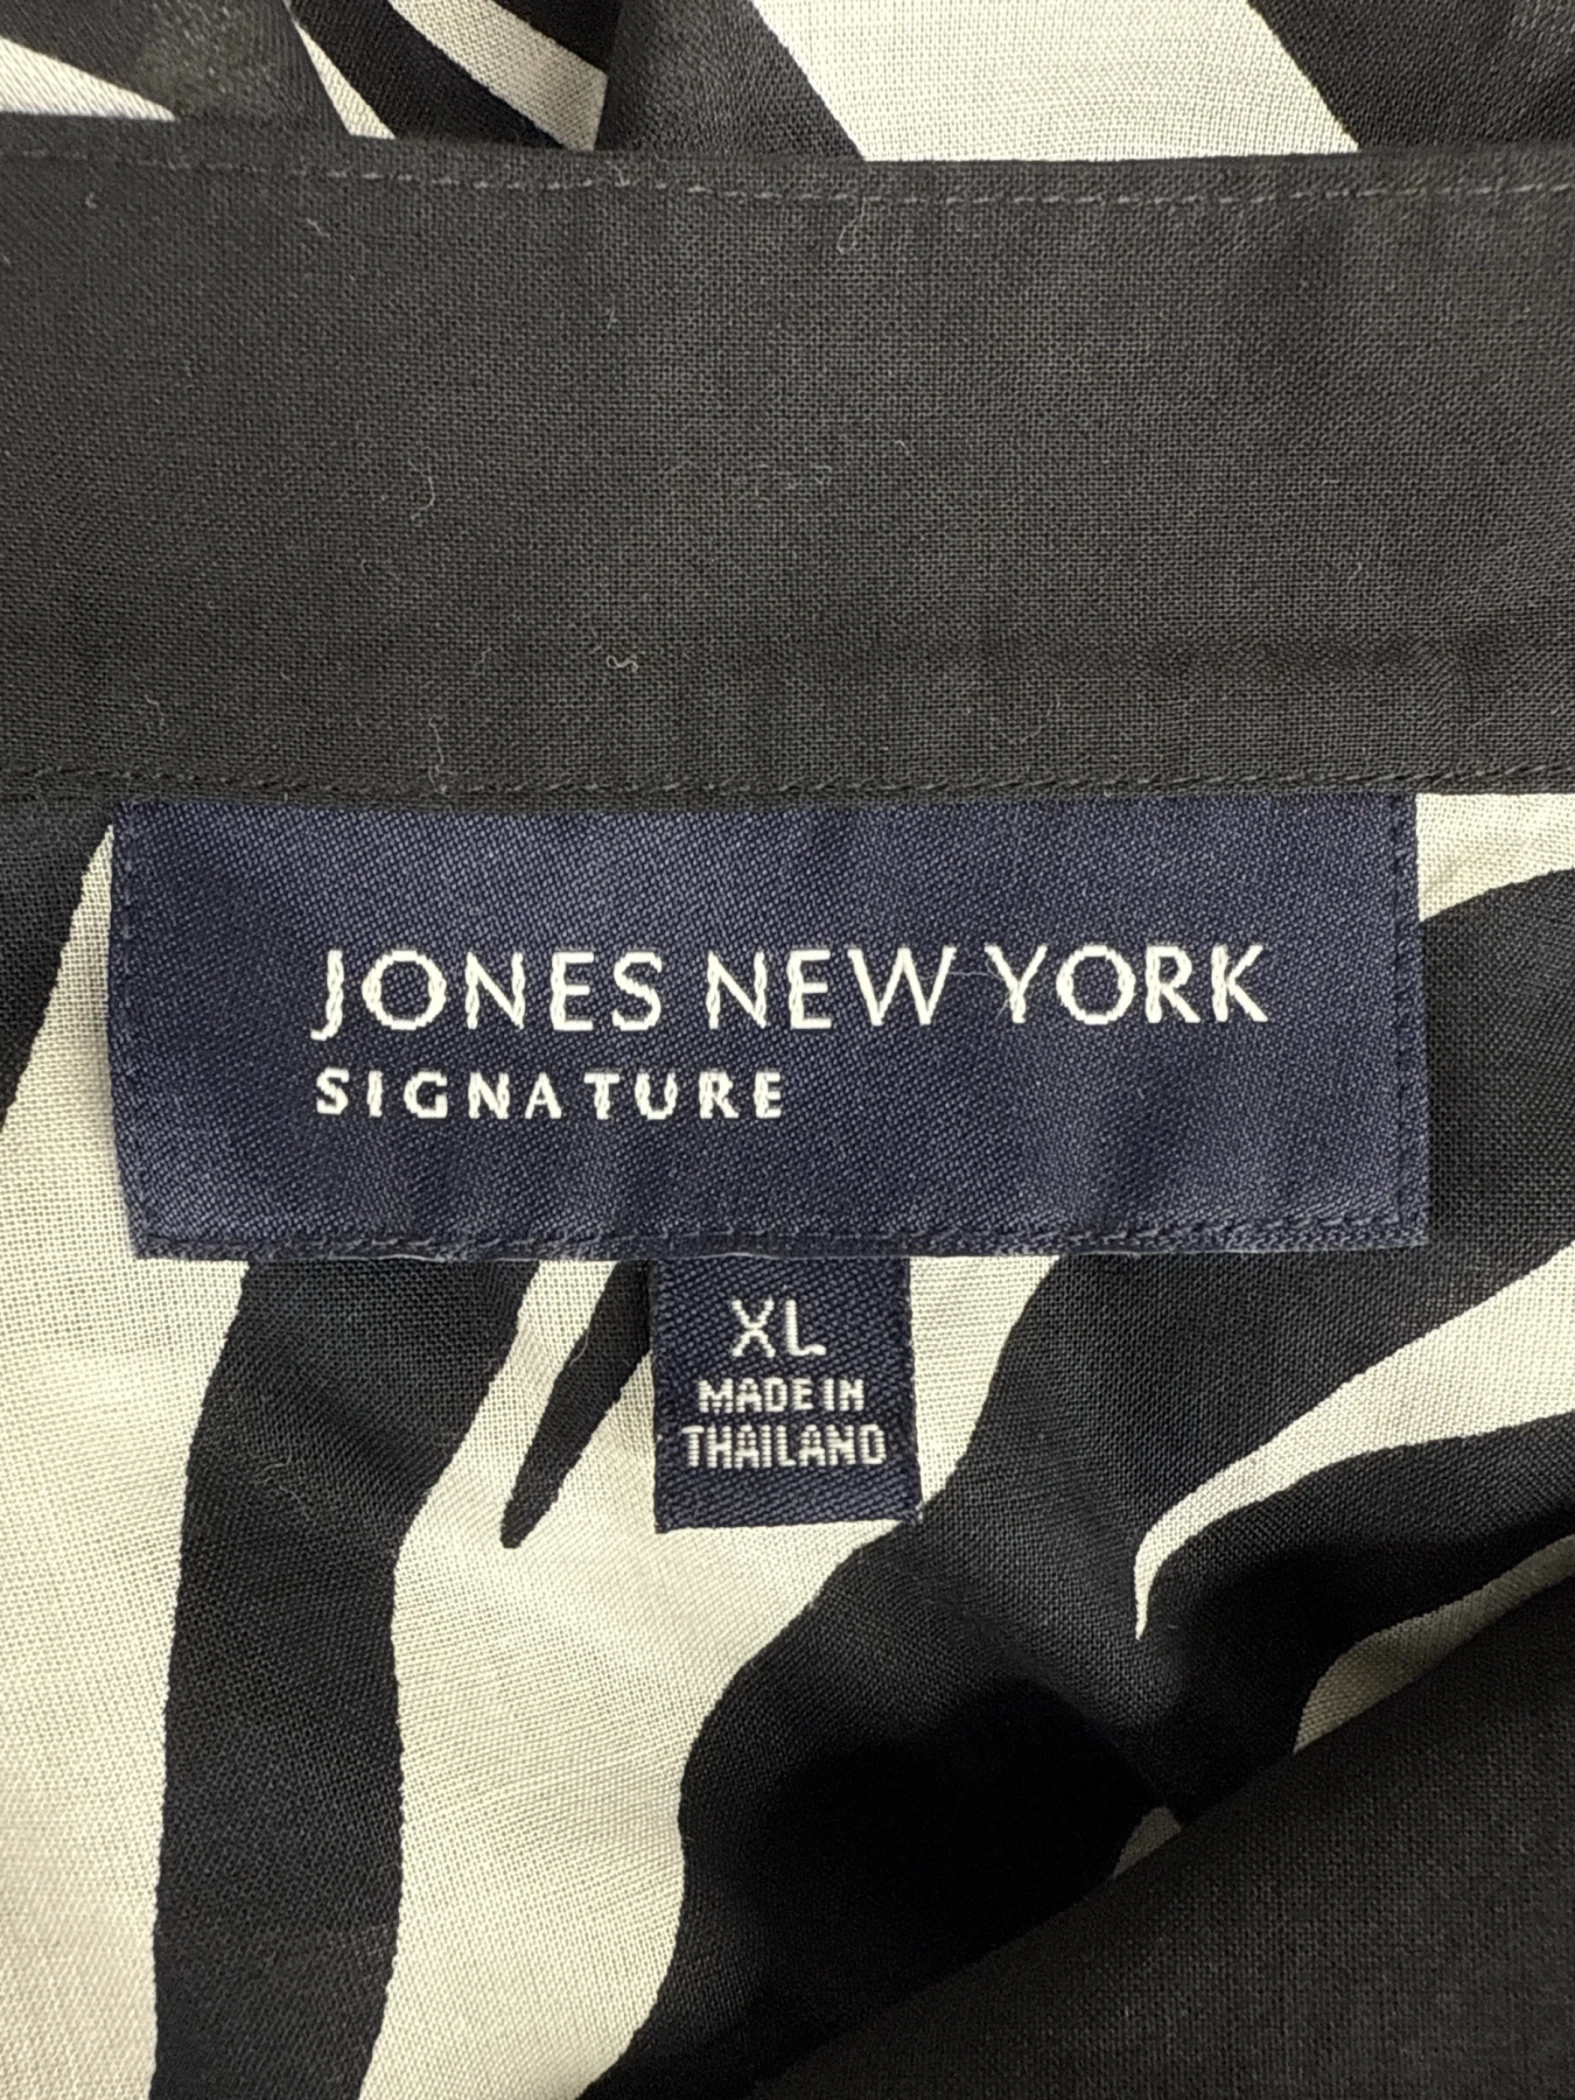 JONES NEW YORK
SIGNATURE
XL
MADE IN
THAILAND